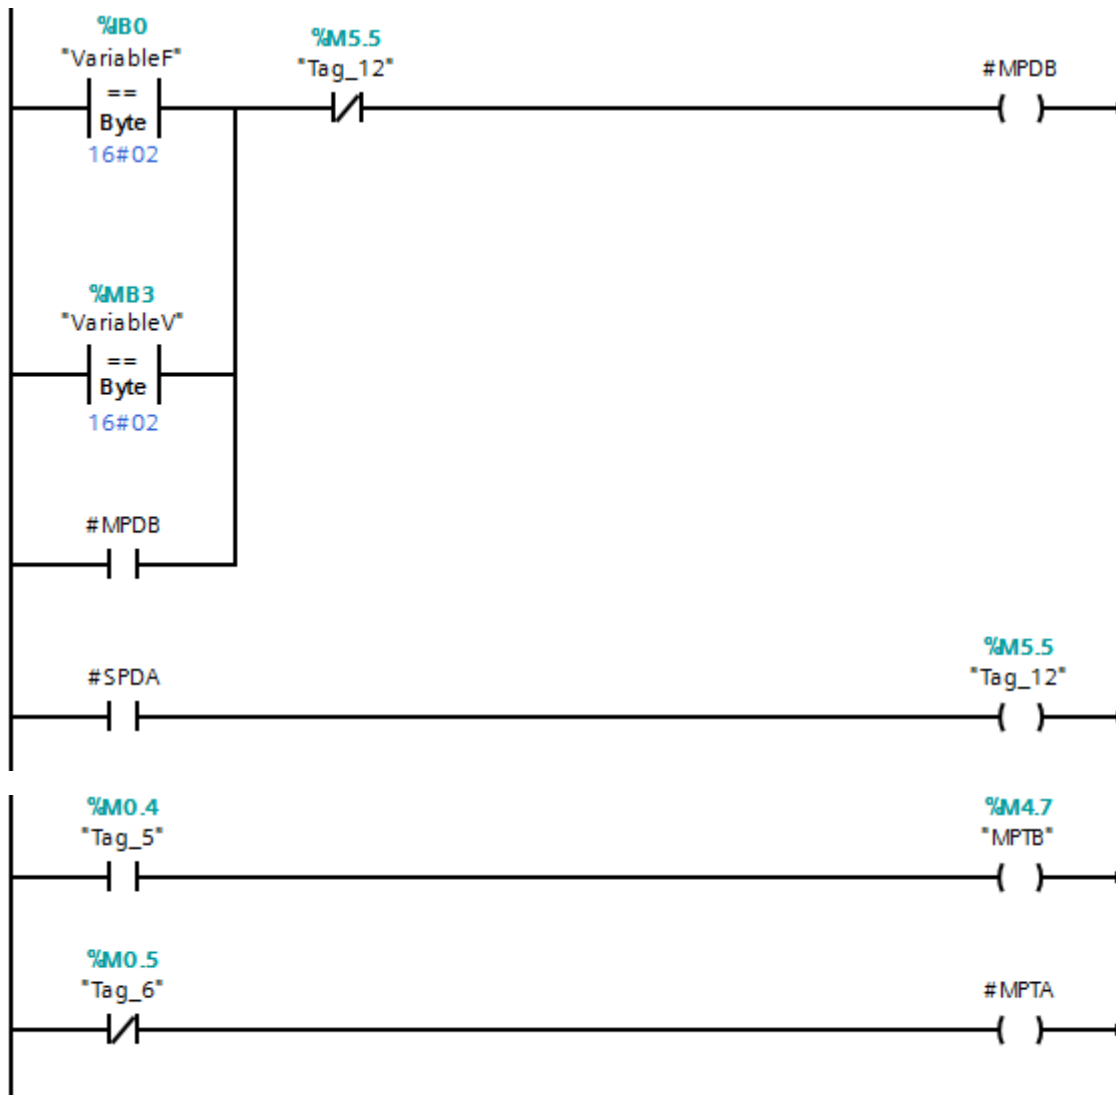 %IB0
"VariableF"
==
Byte
16#02
%M5.5
"Tag_12"
#MPDB
%MB3
"VariableV"
==
Byte
16#02
#MPDB
#SPDA
%M5.5
"Tag_12"
%M0.4
"Tag_5"
%M4.7
"MPTB"
%M0.5
"Tag_6"
#MPTA